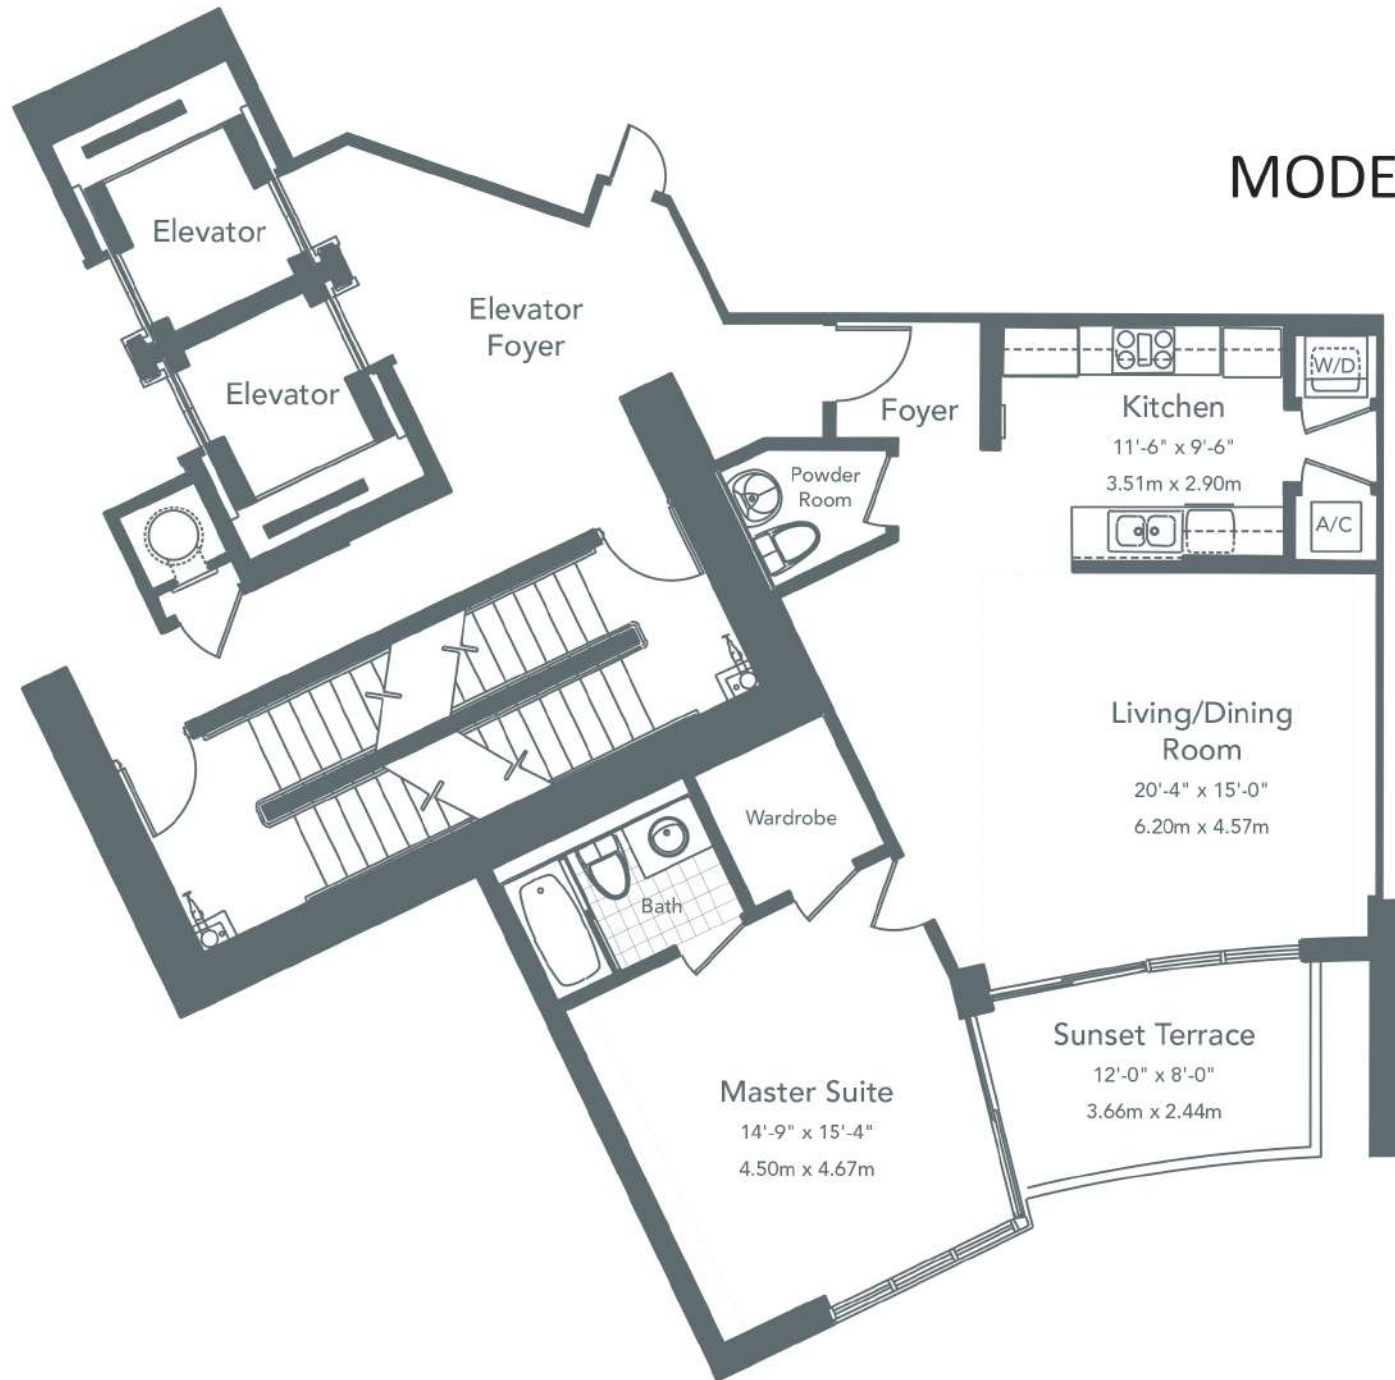 MODE
Elevator
Elevator
Foyer
Elevator
Foyer
W/D
Kitchen
11'-6" x 9'-6"
3.51m x 2.90m
Powder
Room
A/C
Living/Dining
Room
20'-4" x 15'-0"
6.20m x 4.57m
Wardrobe
Bath
Sunset Terrace
12'-0" x 8'-0"
3.66m x 2.44m
Master Suite
14'-9" x 15'-4"
4.50m x 4.67m